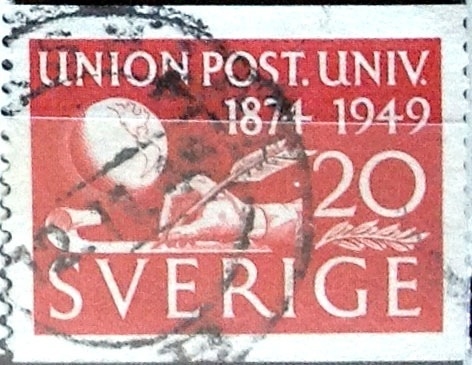 UNION POST. UNIV.
1874 1949
20
SVERIGE